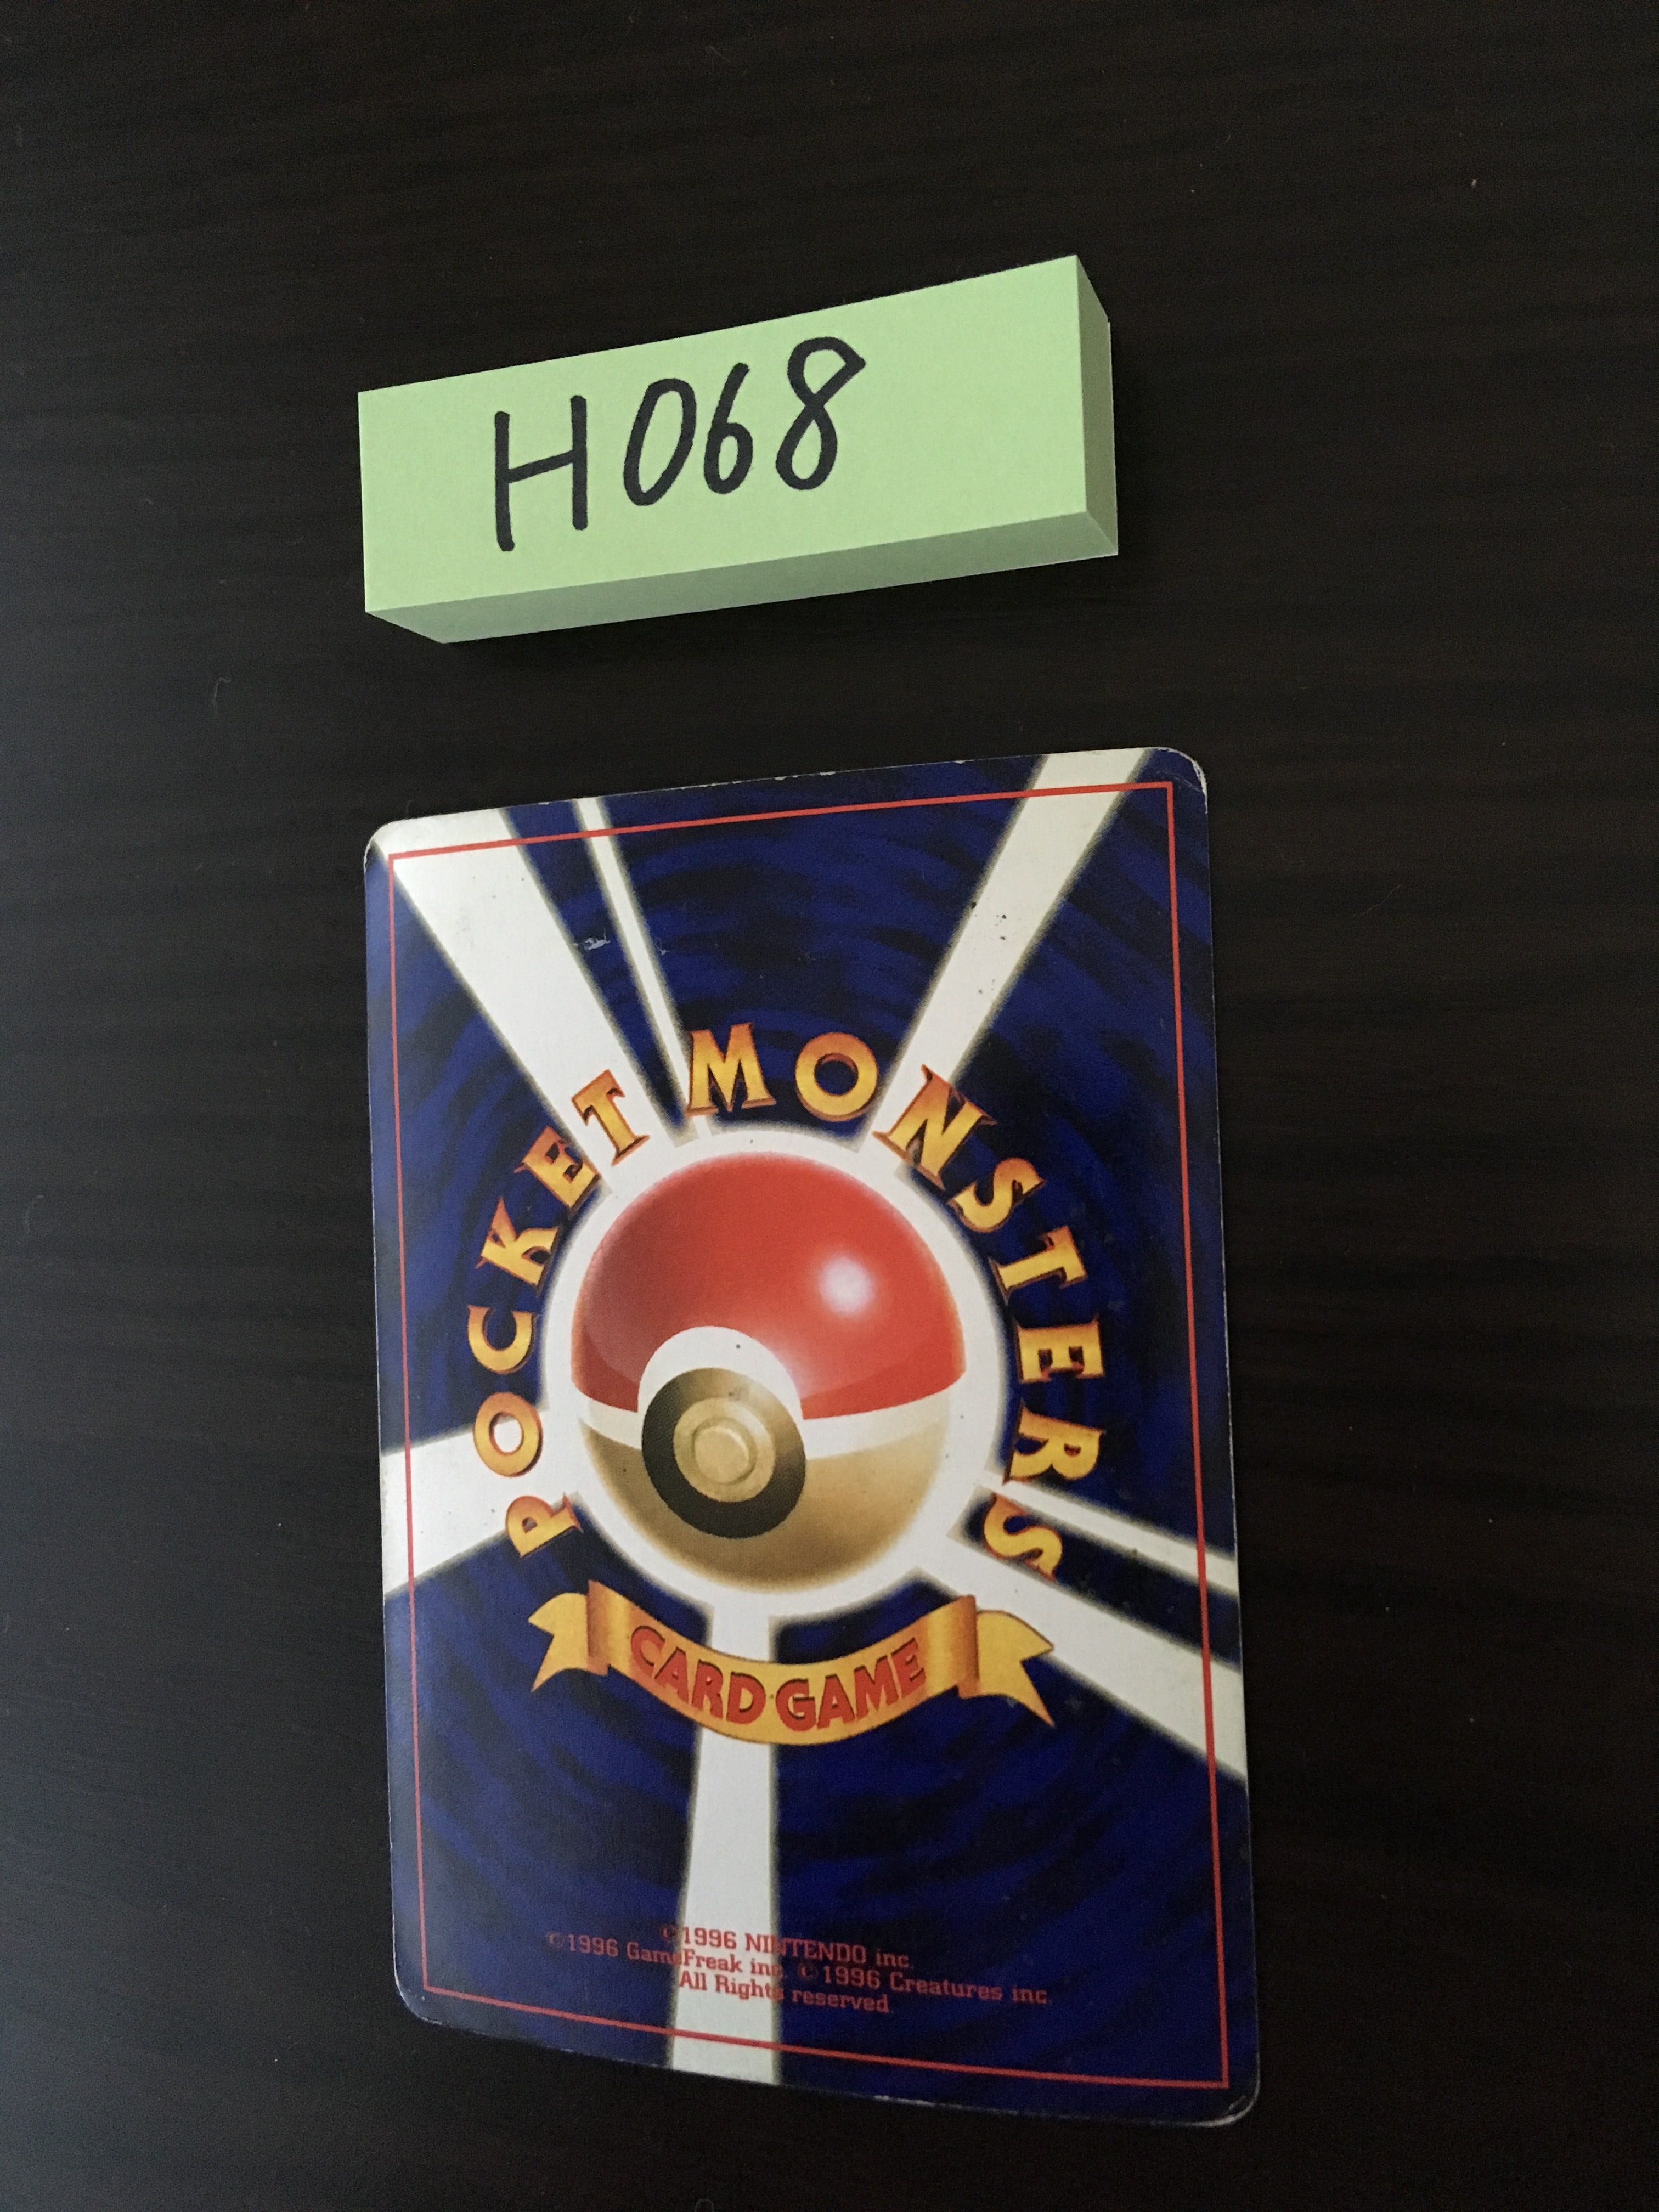 H068
POCKET MONSTERS
CARD GAME
©1996 NINTENDO inc.
©1996 GameFreak inc. ©1996 Creatures inc.
All Rights reserved.